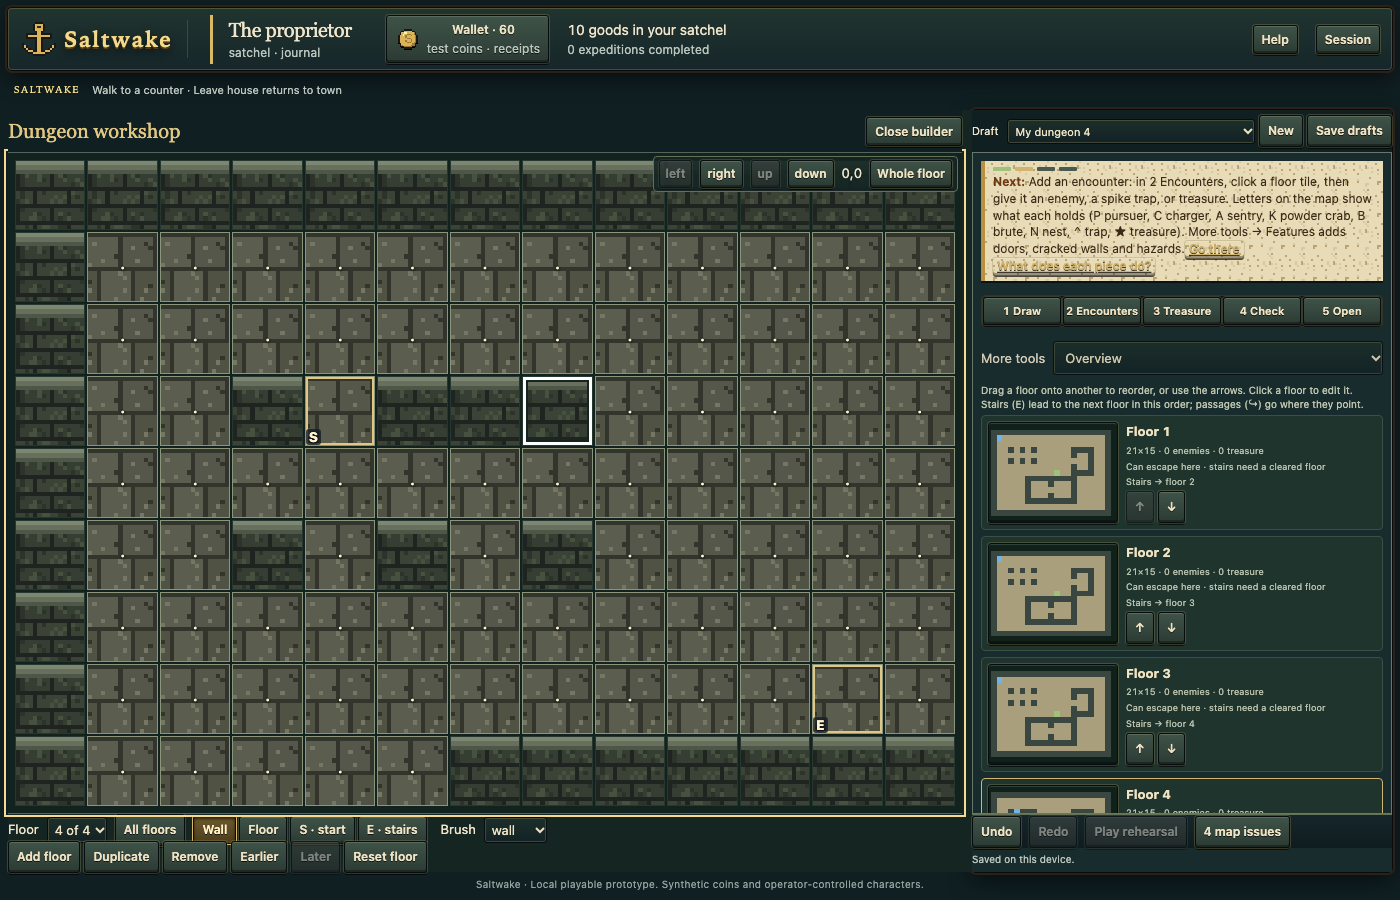 Saltwake
The proprietor
satchel · journal
Wallet · 60
test coins · receipts
10 goods in your satchel
0 expeditions completed
Help
Session
SALTWAKE Walk to a counter · Leave house returns to town
Dungeon workshop
Close builder
left right up down 0,0 Whole floor
S
E
Floor 4 of 4 All floors Wall Floor S · start E · stairs Brush wall
Add floor Duplicate Remove Earlier Later Reset floor
Draft My dungeon 4 New Save drafts
Next: Add an encounter: in 2 Encounters, click a floor tile, then
give it an enemy, a spike trap, or treasure. Letters on the map show
what each holds (P pursuer, C charger, A sentry, K powder crab, B
brute, N nest, ^ trap, ★ treasure). More tools → Features adds
doors, cracked walls and hazards. Go there
What does each piece do?
1 Draw 2 Encounters 3 Treasure 4 Check 5 Open
More tools Overview
Drag a floor onto another to reorder, or use the arrows. Click a floor to edit it.
Stairs (E) lead to the next floor in this order; passages (↪) go where they point.
Floor 1
21×15 · 0 enemies · 0 treasure
Can escape here · stairs need a cleared floor
Stairs → floor 2
↑ ↓
Floor 2
21×15 · 0 enemies · 0 treasure
Can escape here · stairs need a cleared floor
Stairs → floor 3
↑ ↓
Floor 3
21×15 · 0 enemies · 0 treasure
Can escape here · stairs need a cleared floor
Stairs → floor 4
↑ ↓
Floor 4
21×15 · 0 enemies · 0 treasure
Undo Redo Play rehearsal 4 map issues
Saved on this device.
Saltwake · Local playable prototype. Synthetic coins and operator-controlled characters.